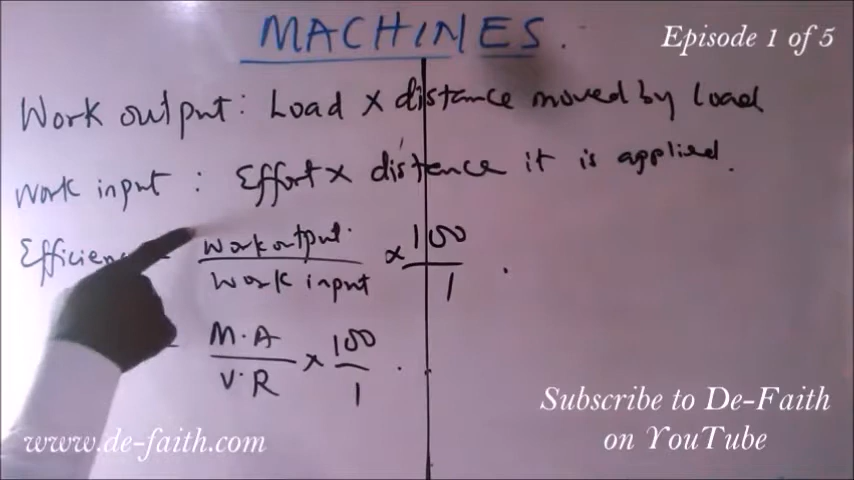 MACHINES.
Episode 1 of 5
Work output: Load × distance moved by load
Work input: Effort × distence it is applied.
work output × 100
Work input 1
M.A × 100
V.R 1
Subscribe to De-Faith
on YouTube
www.de-faith.com